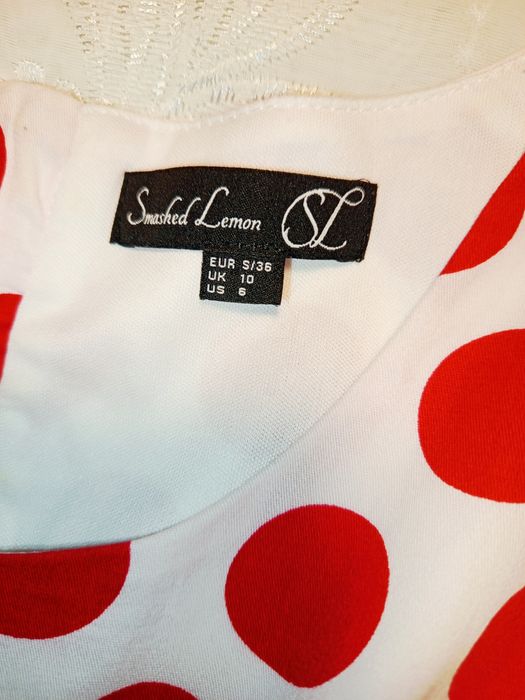 Smashed Lemon SL
EUR S/36
UK 10
US 6